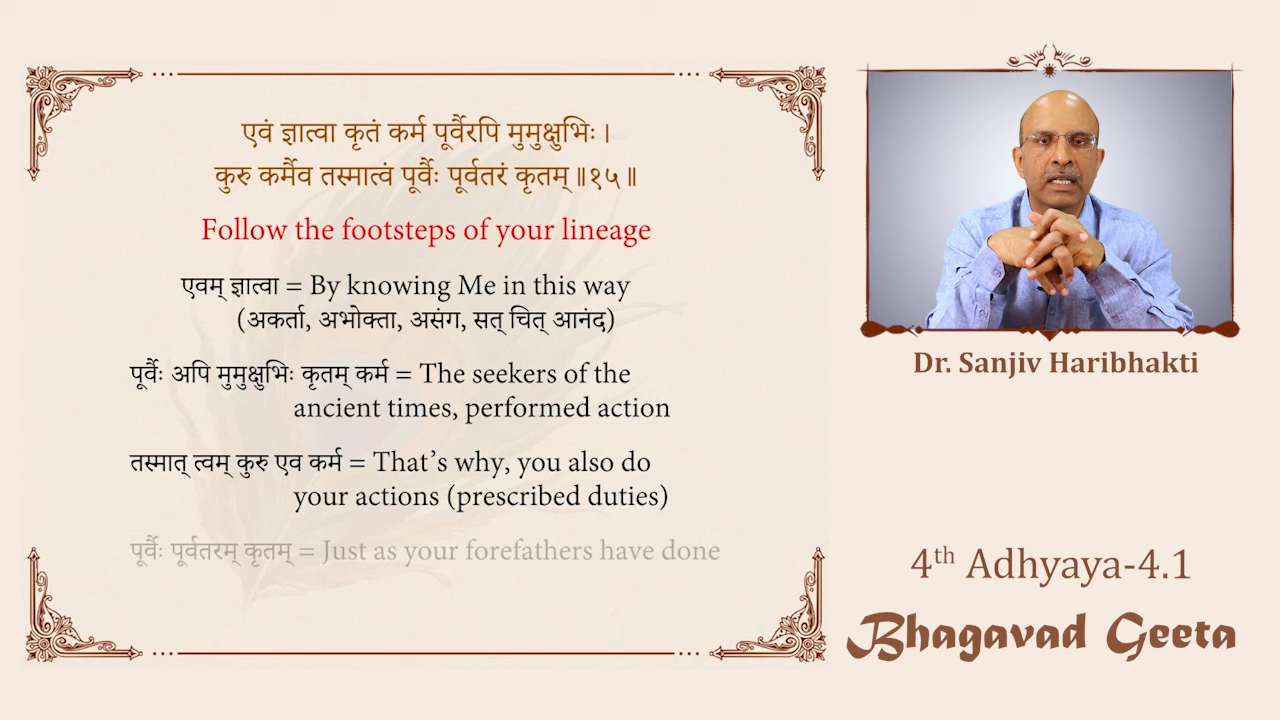 एवं ज्ञात्वा कृतं कर्म पूर्वैरपि मुमुक्षुभिः ।
कुरु कर्मैव तस्मात्वं पूर्वैः पूर्वतरं कृतम् ॥१५॥
Follow the footsteps of your lineage
एवम् ज्ञात्वा = By knowing Me in this way
(अकर्ता, अभोक्ता, असंग, सत् चित् आनंद)
पूर्वैः अपि मुमुक्षुभिः कृतम् कर्म = The seekers of the
ancient times, performed action
तस्मात् त्वम् कुरु एव कर्म = That’s why, you also do
your actions (prescribed duties)
पूर्वैः पूर्वतरम् कृतम् = Just as your forefathers have done
Dr. Sanjiv Haribhakti
4th Adhyaya-4.1
Bhagavad Geeta